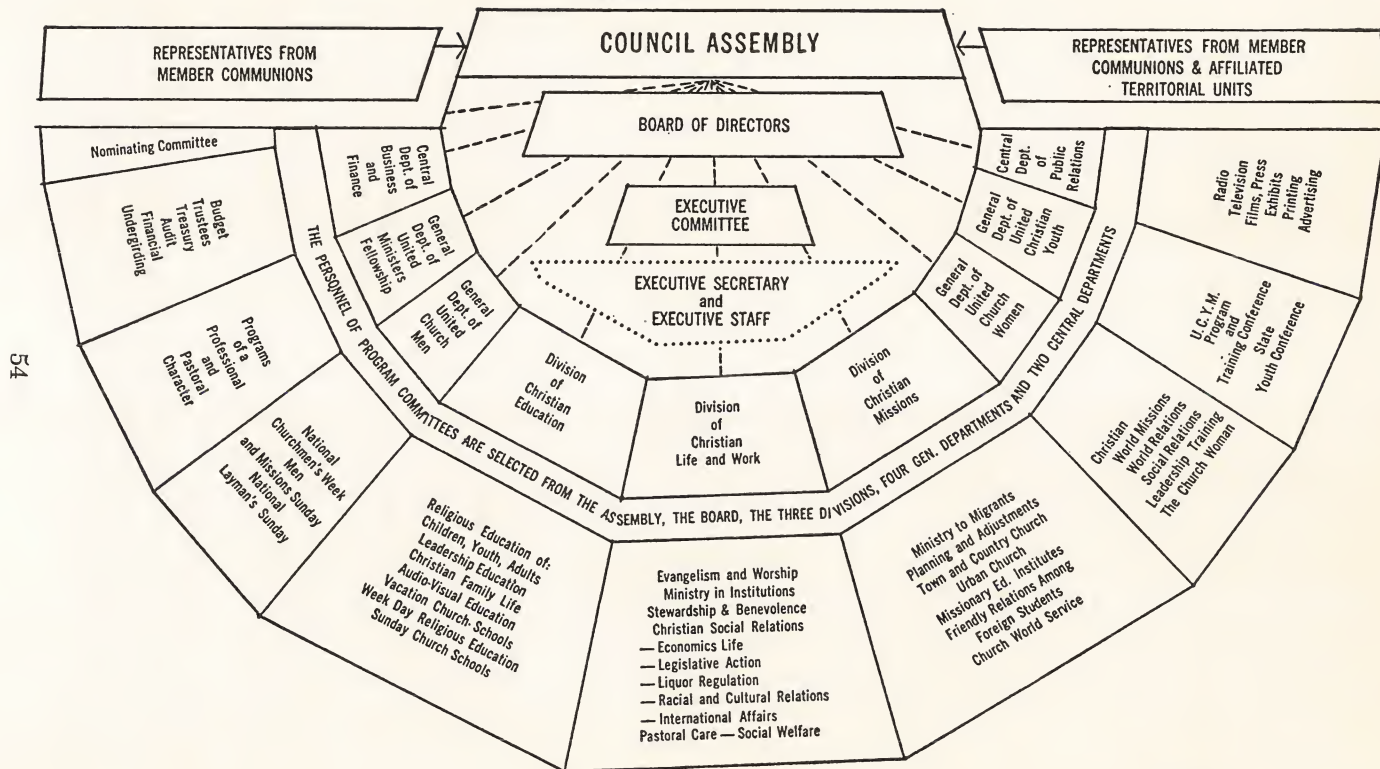 REPRESENTATIVES FROM
MEMBER COMMUNIONS
COUNCIL ASSEMBLY
REPRESENTATIVES FROM MEMBER
COMMUNIONS & AFFILIATED
TERRITORIAL UNITS
BOARD OF DIRECTORS
EXECUTIVE
COMMITTEE
EXECUTIVE SECRETARY
and
EXECUTIVE STAFF
Central
Dept. of
Business
and
Finance
General
Dept. of
United
Ministers
Fellowship
General
Dept. of
United
Church
Men
Division
of
Christian
Education
Division
of
Christian
Life and Work
Division
of
Christian
Missions
General
Dept. of
United
Church
Women
General
Dept. of
United
Christian
Youth
Central
Dept.
of
Public
Relations
THE PERSONNEL OF PROGRAM COMMITTEES ARE SELECTED FROM THE ASSEMBLY, THE BOARD, THE THREE DIVISIONS, FOUR GEN. DEPARTMENTS AND TWO CENTRAL DEPARTMENTS
Nominating Committee
Budget
Trustees
Treasury
Audit
Financial
Undergirding
Programs
of a
Professional
and
Pastoral
Character
National
Churchmen's Week
Men
and Missions Sunday
National
Layman's Sunday
Religious Education of:
Children, Youth, Adults
Leadership Education
Christian Family Life
Audio-Visual Education
Vacation Church Schools
Week Day Religious Education
Sunday Church Schools
Evangelism and Worship
Ministry in Institutions
Stewardship & Benevolence
Christian Social Relations
— Economics Life
— Legislative Action
— Liquor Regulation
— Racial and Cultural Relations
— International Affairs
Pastoral Care — Social Welfare
Ministry to Migrants
Planning and Adjustments
Town and Country Church
Urban Church
Missionary Ed. Institutes
Friendly Relations Among
Foreign Students
Church World Service
Christian
World Missions
World Relations
Social Relations
Leadership Training
The Church Woman
U. C. Y. M.
Program
and
Training Conference
State
Youth Conference
Radio
Television
Films, Press
Exhibits
Printing
Advertising
54